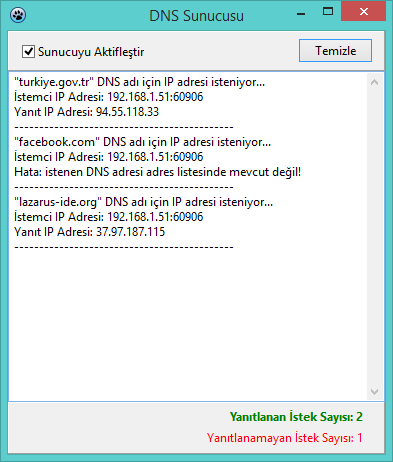 DNS Sunucusu
Sunucuyu Aktifleştir
Temizle
"turkiye.gov.tr" DNS adı için IP adresi isteniyor...
İstemci IP Adresi: 192.168.1.51:60906
Yanıt IP Adresi: 94.55.118.33
------------------------------------------
"facebook.com" DNS adı için IP adresi isteniyor...
İstemci IP Adresi: 192.168.1.51:60906
Hata: istenen DNS adresi adres listesinde mevcut değil!
------------------------------------------
"lazarus-ide.org" DNS adı için IP adresi isteniyor...
İstemci IP Adresi: 192.168.1.51:60906
Yanıt IP Adresi: 37.97.187.115
------------------------------------------
Yanıtlanan İstek Sayısı: 2
Yanıtlanamayan İstek Sayısı: 1